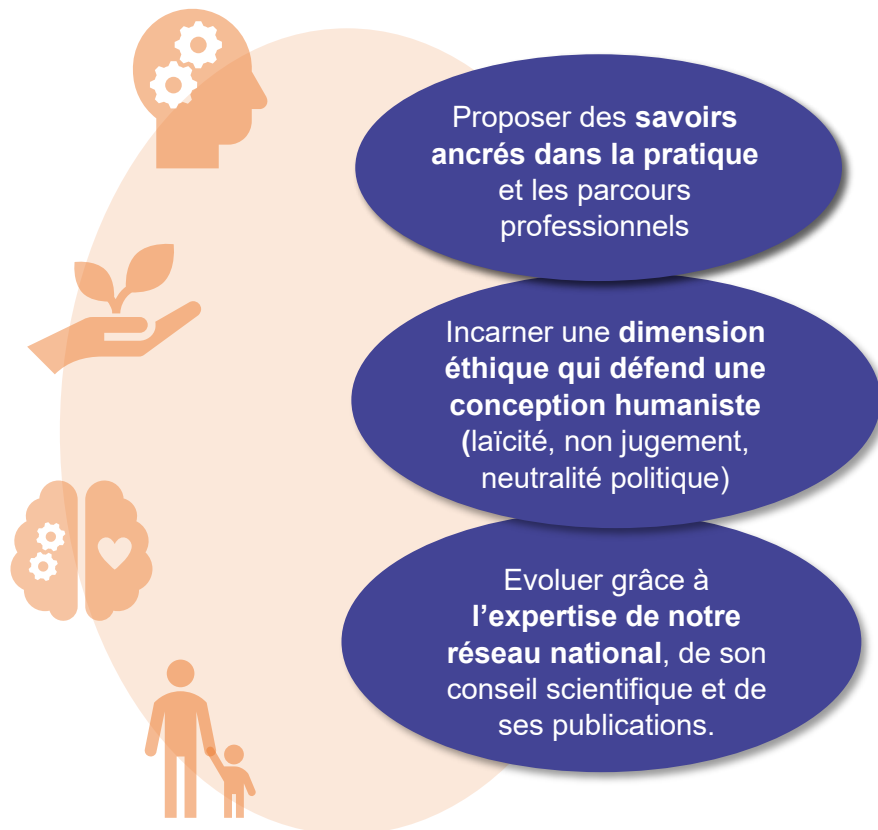 Proposer des savoirs
ancrés dans la pratique
et les parcours
professionnels
Incarner une dimension
éthique qui défend une
conception humaniste
(laïcité, non jugement,
neutralité politique)
Evoluer grâce à
l’expertise de notre
réseau national, de son
conseil scientifique et de
ses publications.